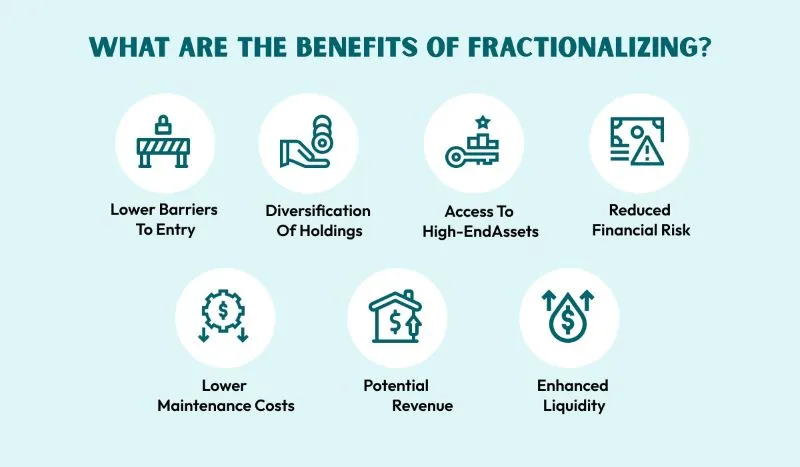 WHAT ARE THE BENEFITS OF FRACTIONALIZING?
Lower Barriers
To Entry
Diversification
Of Holdings
Access To
High-EndAssets
Reduced
Financial Risk
Lower
Maintenance Costs
Potential
Revenue
Enhanced
Liquidity